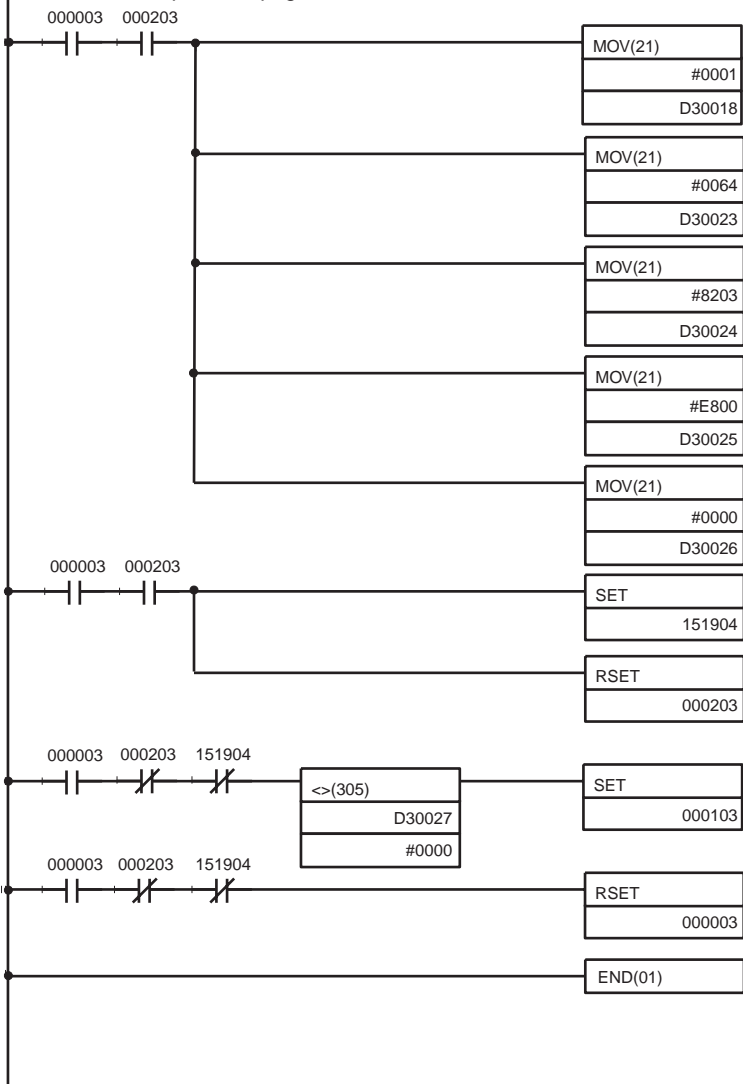 000003 000203
MOV(21)
#0001
D30018
MOV(21)
#0064
D30023
MOV(21)
#8203
D30024
MOV(21)
#E800
D30025
MOV(21)
#0000
D30026
000003 000203
SET
151904
RSET
000203
000003 000203 151904
<>(305)
D30027
#0000
SET
000103
000003 000203 151904
RSET
000003
END(01)